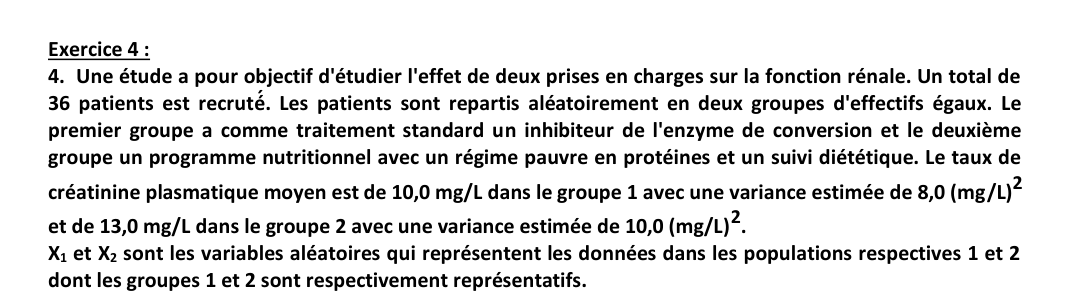 Exercice 4 :
4. Une étude a pour objectif d'étudier l'effet de deux prises en charges sur la fonction rénale. Un total de
36 patients est recruté. Les patients sont repartis aléatoirement en deux groupes d'effectifs égaux. Le
premier groupe a comme traitement standard un inhibiteur de l'enzyme de conversion et le deuxième
groupe un programme nutritionnel avec un régime pauvre en protéines et un suivi diététique. Le taux de
créatinine plasmatique moyen est de 10,0 mg/L dans le groupe 1 avec une variance estimée de 8,0 (mg/L)²
et de 13,0 mg/L dans le groupe 2 avec une variance estimée de 10,0 (mg/L)².
X₁ et X₂ sont les variables aléatoires qui représentent les données dans les populations respectives 1 et 2
dont les groupes 1 et 2 sont respectivement représentatifs.